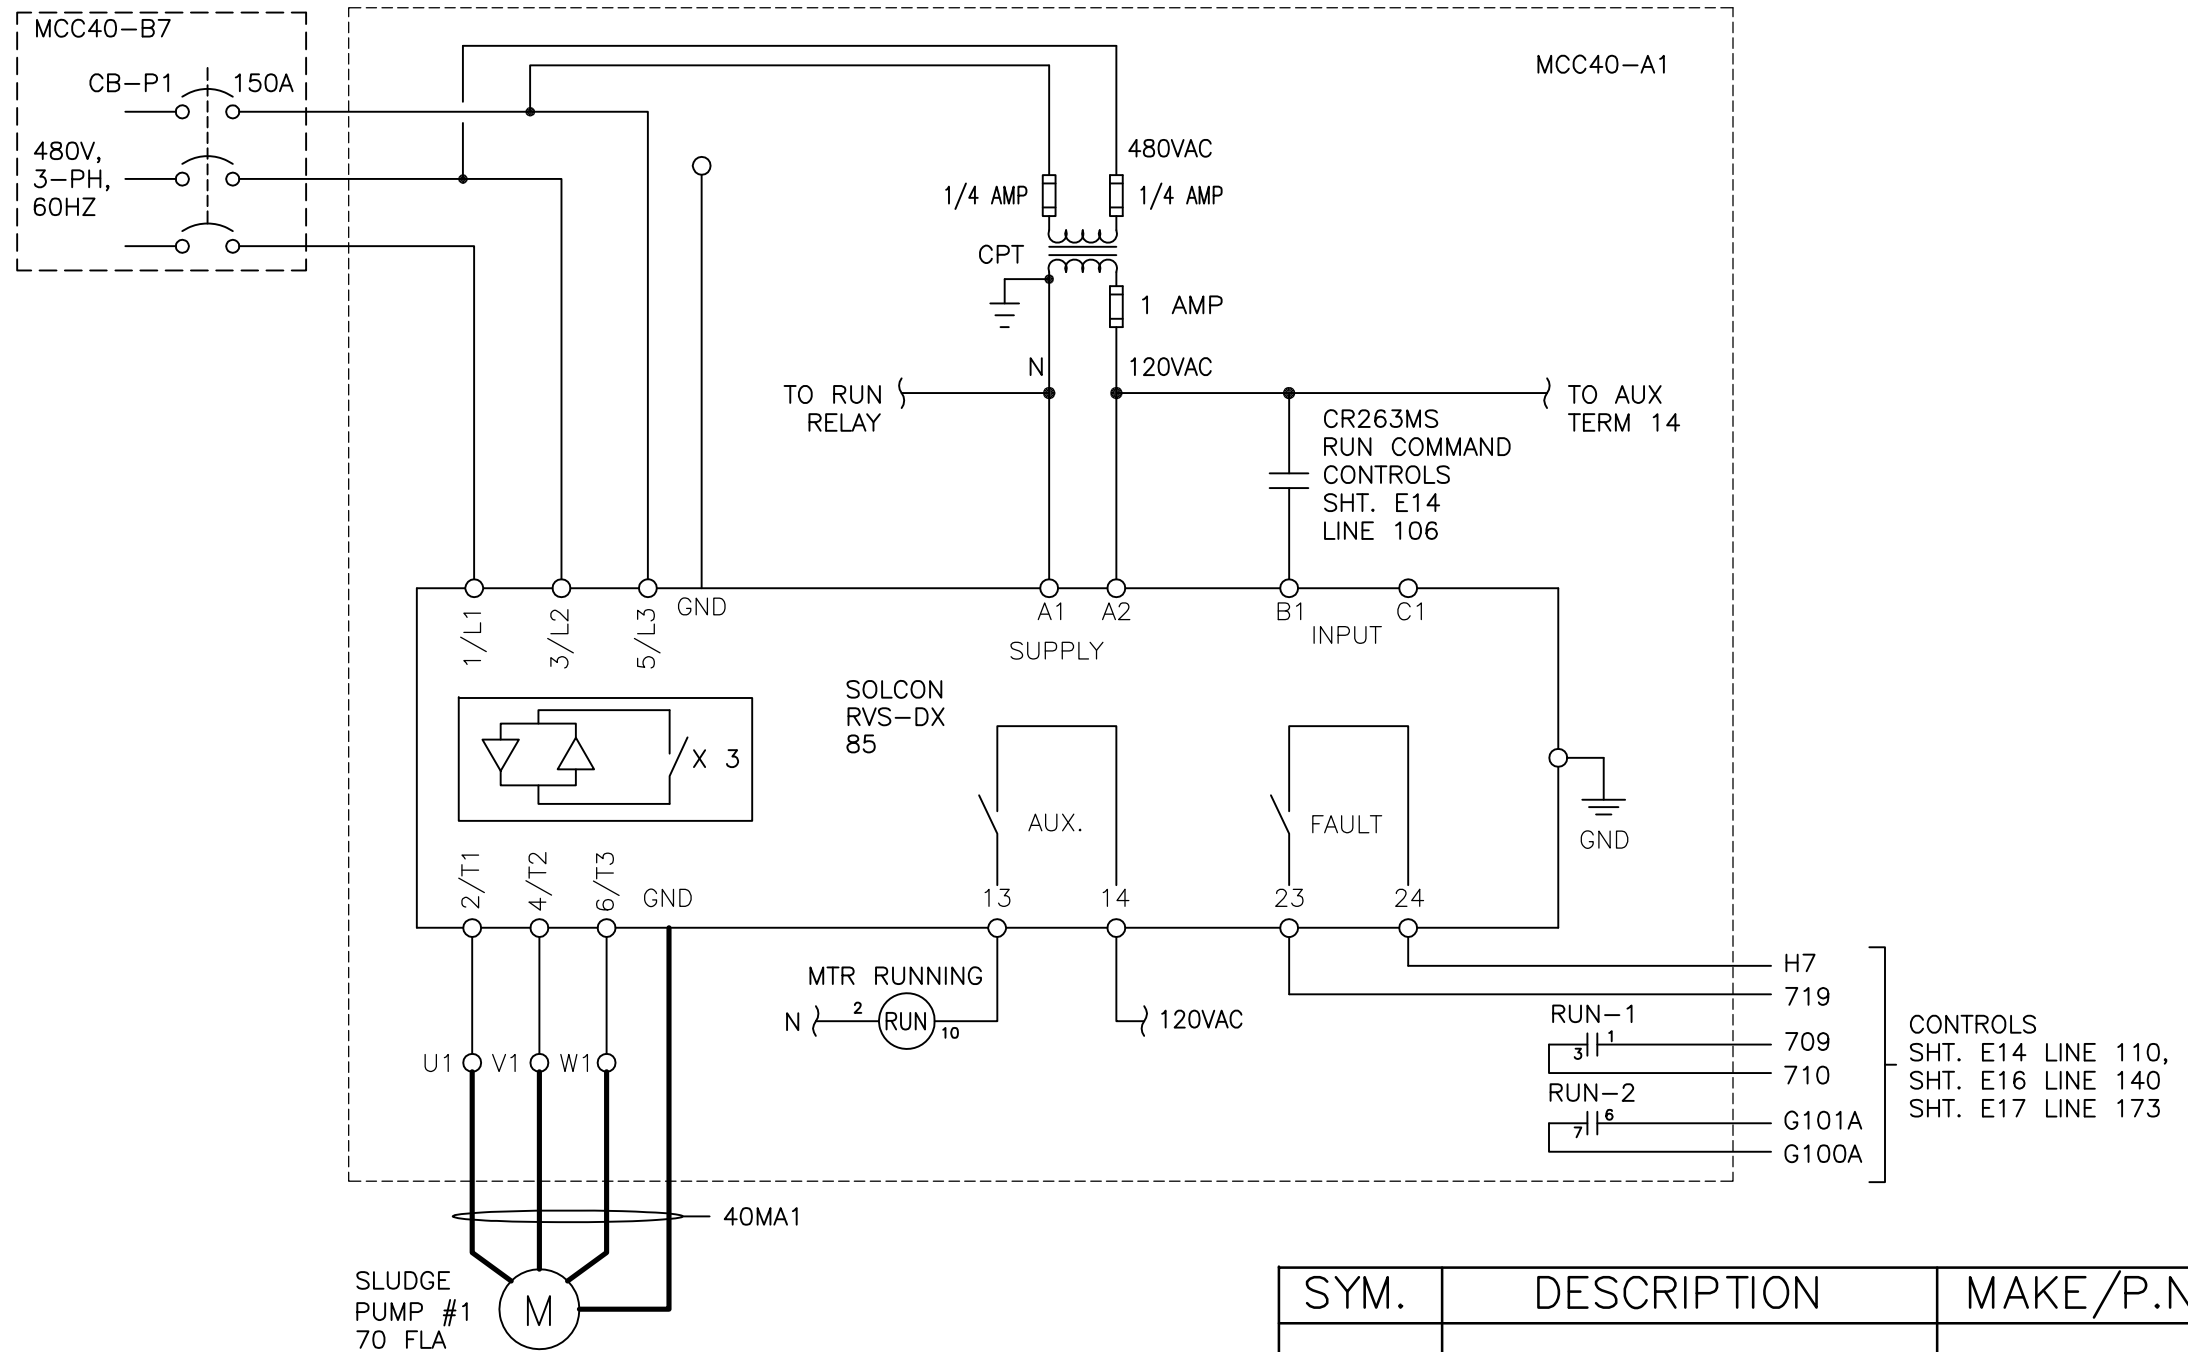 MCC40-B7
CB-P1
150A
480V,
3-PH,
60HZ
MCC40-A1
480VAC
1/4 AMP
1/4 AMP
CPT
1 AMP
N
120VAC
TO RUN
RELAY
TO AUX
TERM 14
CR263MS
RUN COMMAND
CONTROLS
SHT. E14
LINE 106
1/L1
3/L2
5/L3
GND
A1
A2
SUPPLY
B1
C1
INPUT
SOLCON
RVS-DX
85
X 3
AUX.
FAULT
GND
2/T1
4/T2
6/T3
GND
13
14
23
24
MTR RUNNING
N
2
RUN
10
120VAC
H7
719
RUN-1
3
1
709
710
RUN-2
7
6
G101A
G100A
CONTROLS
SHT. E14 LINE 110,
SHT. E16 LINE 140
SHT. E17 LINE 173
U1
V1
W1
40MA1
SLUDGE
PUMP #1
70 FLA
M
SYM.
DESCRIPTION
MAKE/P.N